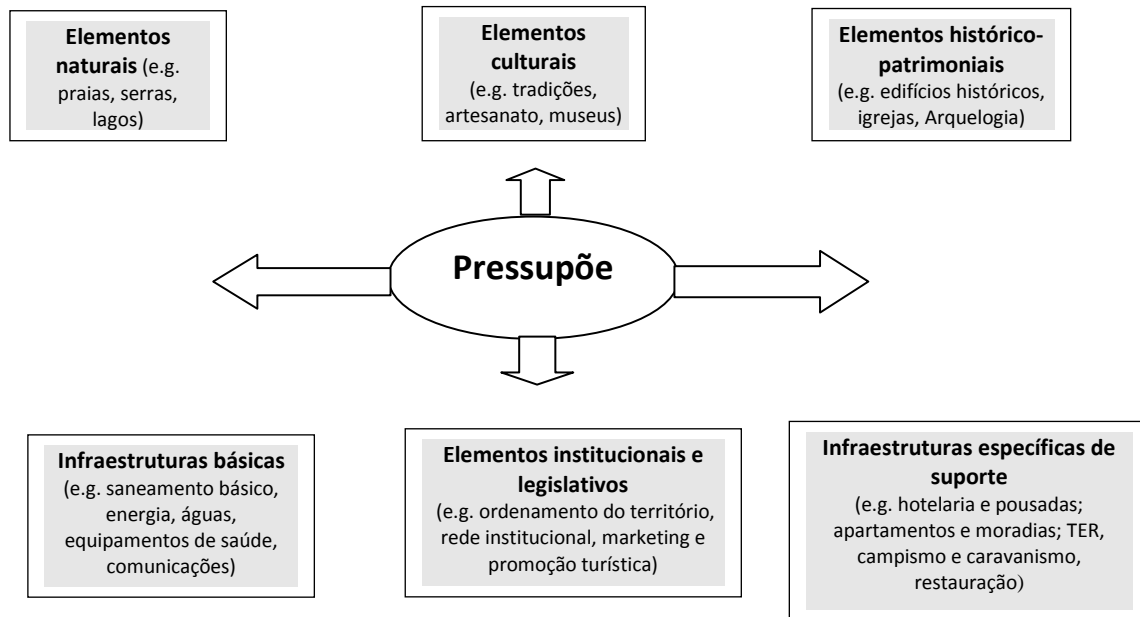 Elementos
naturais (e.g.
praias, serras,
lagos)
Elementos
culturais
(e.g. tradições,
artesanato, museus)
Elementos histórico-
patrimoniais
(e.g. edifícios históricos,
igrejas, Arquelogia)
Pressupõe
Infraestruturas básicas
(e.g. saneamento básico,
energia, águas,
equipamentos de saúde,
comunicações)
Elementos institucionais e
legislativos
(e.g. ordenamento do território,
rede institucional, marketing e
promoção turística)
Infraestruturas específicas de
suporte
(e.g. hotelaria e pousadas;
apartamentos e moradias; TER,
campismo e caravanismo,
restauração)